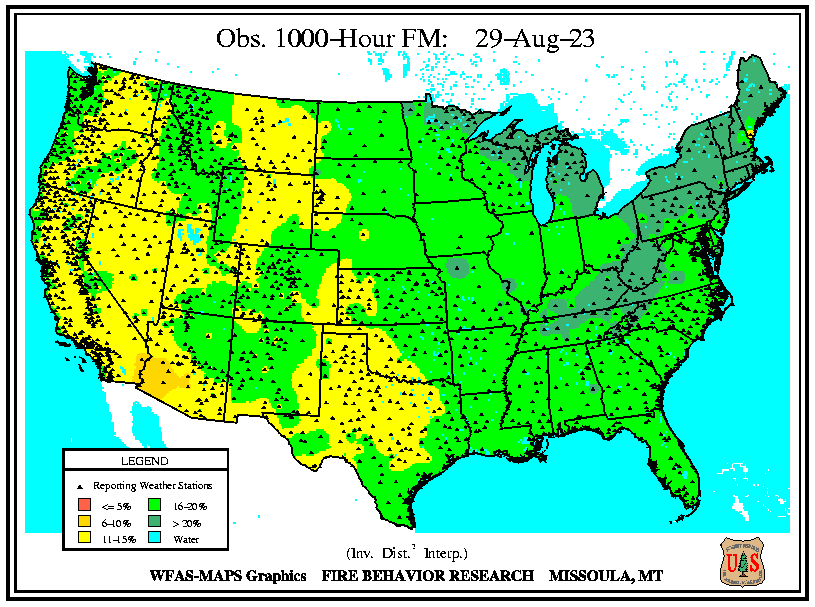 Obs. 1000-Hour FM: 29-Aug-23
LEGEND
Reporting Weather Stations
<= 5% 16-20%
6-10% > 20%
11-15% Water
(Inv. Dist.² Interp.)
WFAS-MAPS Graphics FIRE BEHAVIOR RESEARCH MISSOULA, MT
U S